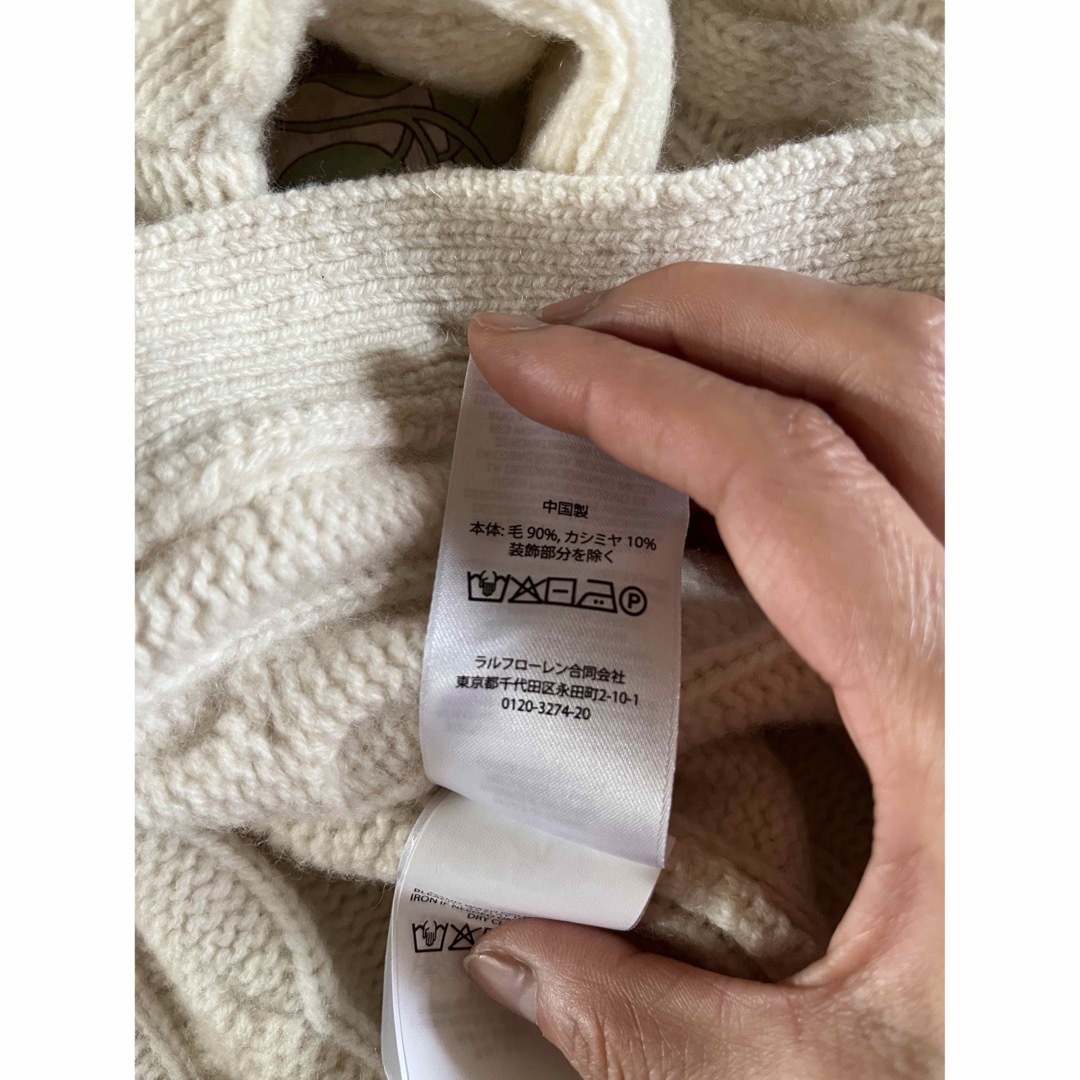 中国製
本体: 毛 90%, カシミヤ 10%
装飾部分を除く
P
ラルフローレン合同会社
東京都千代田区永田町2-10-1
0120-3274-20
IRON IF
DRY